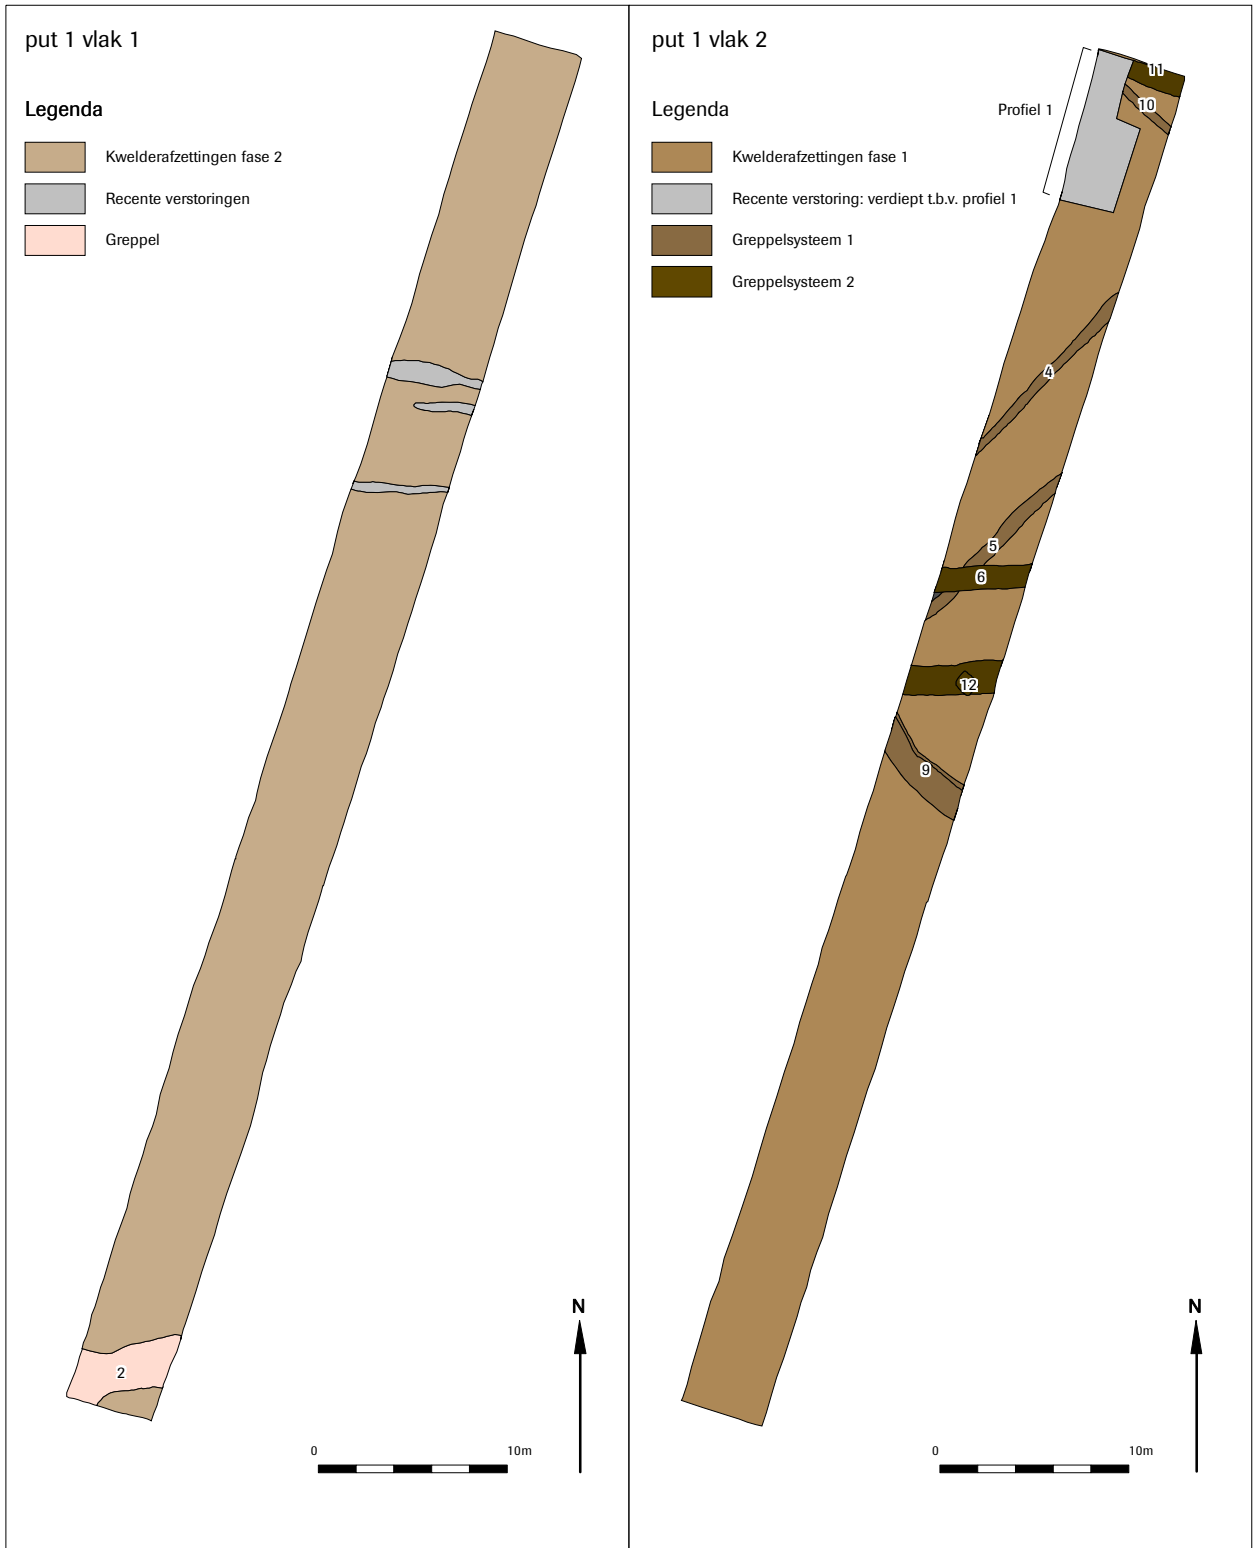 put 1 vlak 1
Legenda
Kwelderafzettingen fase 2
Recente verstoringen
Greppel
2
N
0 10m
put 1 vlak 2
Legenda
Kwelderafzettingen fase 1
Recente verstoring: verdiept t.b.v. profiel 1
Greppelsysteem 1
Greppelsysteem 2
Profiel 1
11
10
4
5
6
12
9
N
0 10m